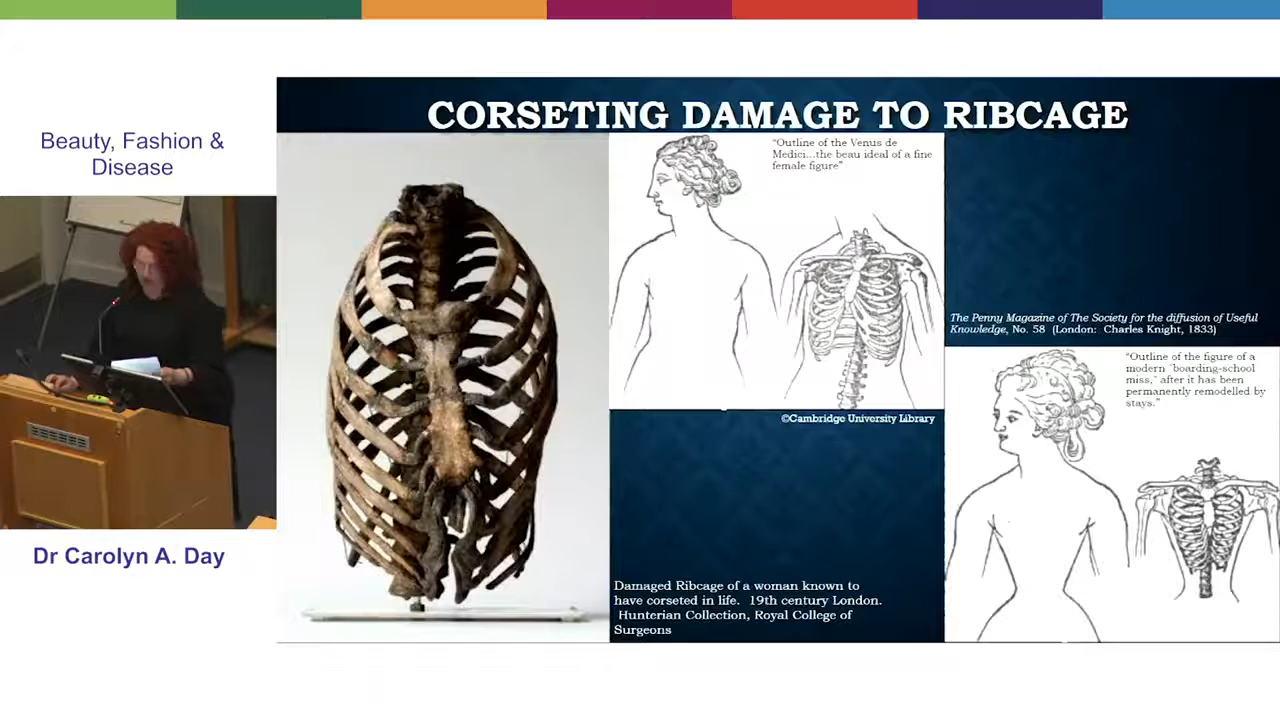 Beauty, Fashion &
Disease
Dr Carolyn A. Day
CORSETING DAMAGE TO RIBCAGE
"Outline of the Venus de
Medici...the beau ideal of a fine
female figure"
©Cambridge University Library
Damaged Ribcage of a woman known to
have corseted in life. 19th century London.
Hunterian Collection, Royal College of
Surgeons
The Penny Magazine of The Society for the diffusion of Useful
Knowledge, No. 58 (London: Charles Knight, 1833)
"Outline of the figure of a
modern "boarding-school
miss," after it has been
permanently remodelled by
stays."